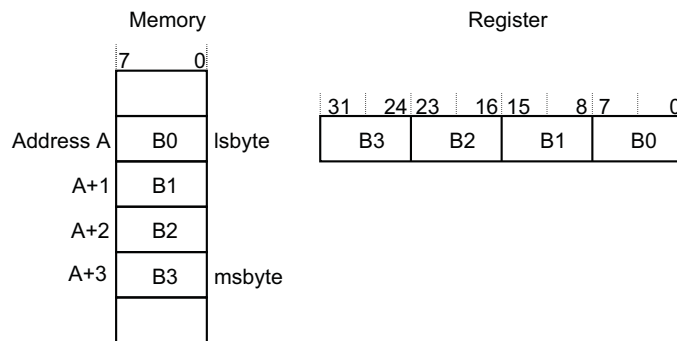 Memory Register
7 0
31 24 23 16 15 8 7 0
Address A B0 lsbyte B3 B2 B1 B0
A+1 B1
A+2 B2
A+3 B3 msbyte